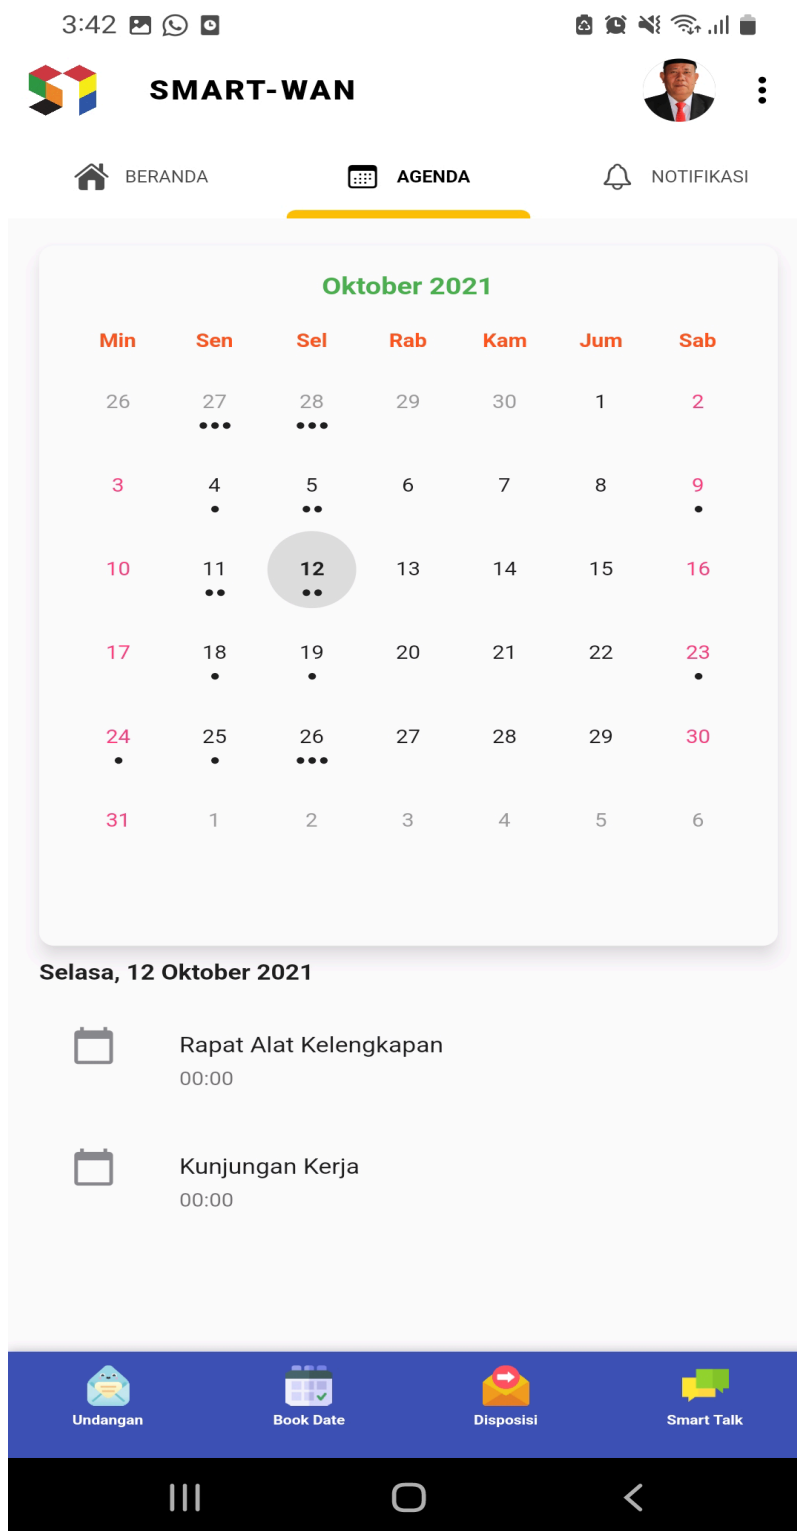 3:42
SMART-WAN
BERANDA AGENDA NOTIFIKASI
Oktober 2021
Min Sen Sel Rab Kam Jum Sab
26 27 28 29 30 1 2
3 4 5 6 7 8 9
10 11 12 13 14 15 16
17 18 19 20 21 22 23
24 25 26 27 28 29 30
31 1 2 3 4 5 6
Selasa, 12 Oktober 2021
Rapat Alat Kelengkapan
00:00
Kunjungan Kerja
00:00
Undangan Book Date Disposisi Smart Talk